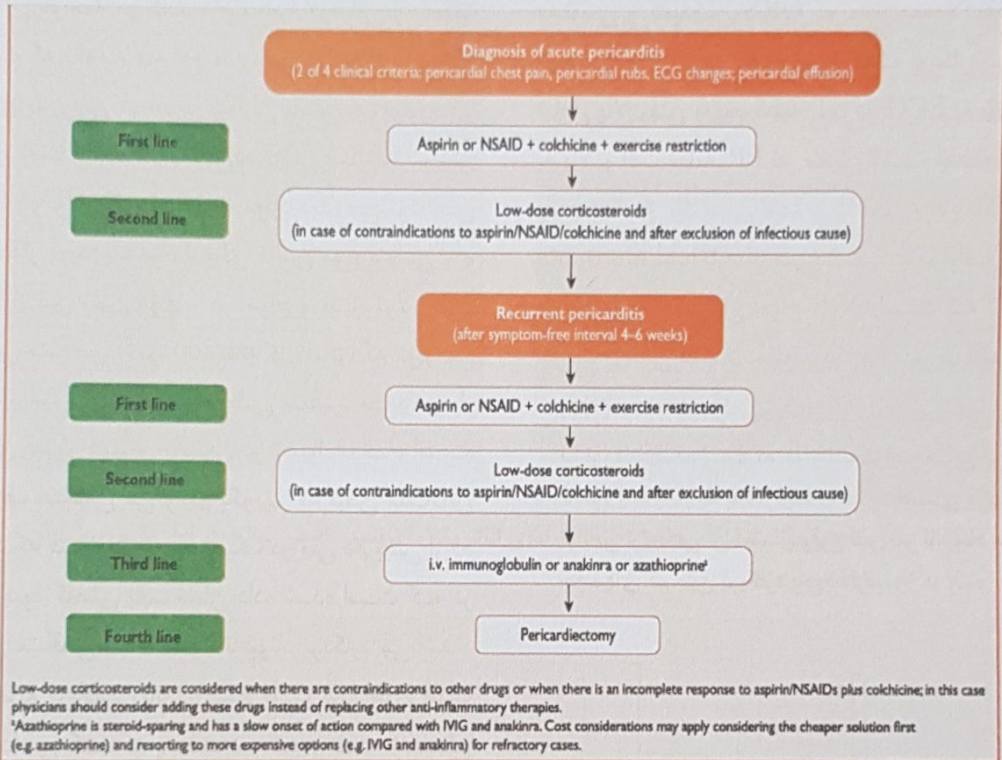 Diagnosis of acute pericarditis
(2 of 4 clinical criteria: pericardial chest pain, pericardial rubs, ECG changes; pericardial effusion)
First line
Aspirin or NSAID + colchicine + exercise restriction
Second line
Low-dose corticosteroids
(in case of contraindications to aspirin/NSAID/colchicine and after exclusion of infectious cause)
Recurrent pericarditis
(after symptom-free interval 4–6 weeks)
First line
Aspirin or NSAID + colchicine + exercise restriction
Second line
Low-dose corticosteroids
(in case of contraindications to aspirin/NSAID/colchicine and after exclusion of infectious cause)
Third line
i.v. immunoglobulin or anakinra or azathioprineª
Fourth line
Pericardiectomy
Low-dose corticosteroids are considered when there are contraindications to other drugs or when there is an incomplete response to aspirin/NSAIDs plus colchicine; in this case
physicians should consider adding these drugs instead of replacing other anti-inflammatory therapies.
ªAzathioprine is steroid-sparing and has a slow onset of action compared with IVIG and anakinra. Cost considerations may apply considering the cheaper solution first
(e.g. azathioprine) and resorting to more expensive options (e.g. IVIG and anakinra) for refractory cases.